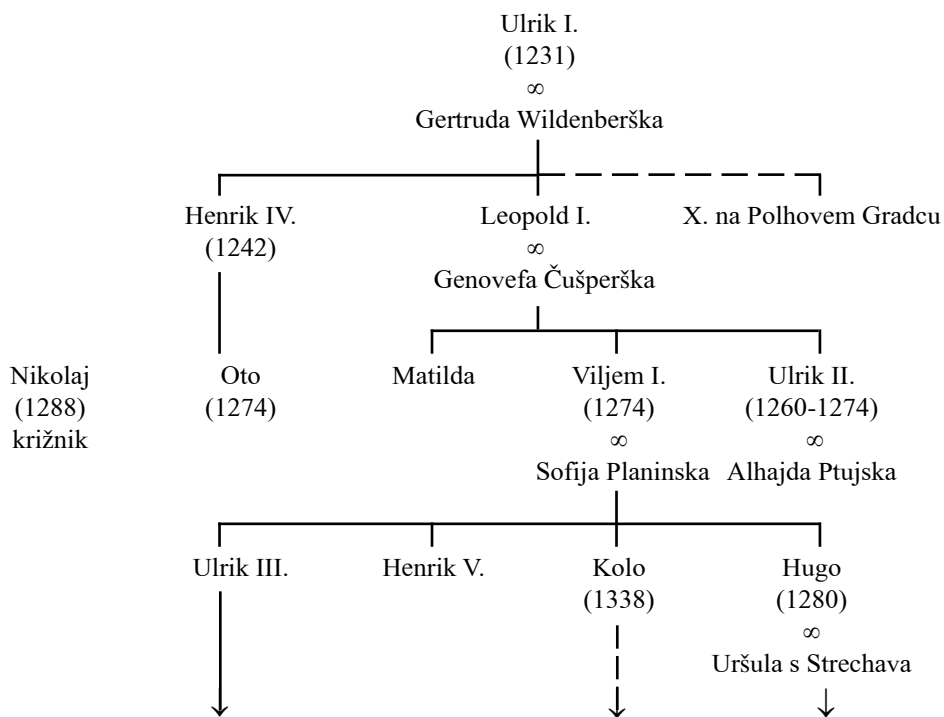 Ulrik I.
(1231)
∞
Gertruda Wildenberška
Henrik IV.
(1242)
Leopold I.
∞
Genovefa Čušperška
X. na Polhovem Gradcu
Nikolaj
(1288)
križnik
Oto
(1274)
Matilda
Viljem I.
(1274)
∞
Sofija Planinska
Ulrik II.
(1260-1274)
∞
Alhajda Ptujska
Ulrik III.
Henrik V.
Kolo
(1338)
Hugo
(1280)
∞
Uršula s Strechava